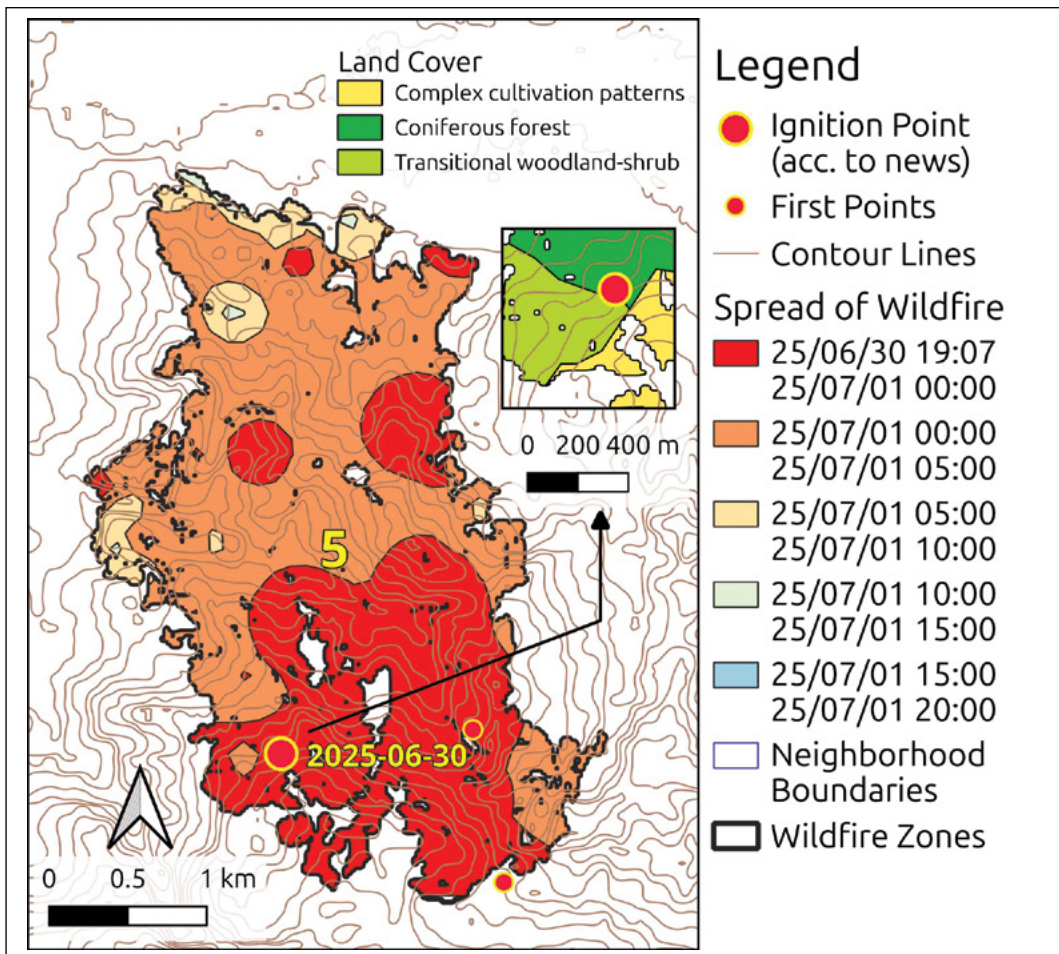 Land Cover
Complex cultivation patterns
Coniferous forest
Transitional woodland-shrub
0 200 400 m
5
2025-06-30
0 0.5 1 km
Legend
Ignition Point
(acc. to news)
First Points
Contour Lines
Spread of Wildfire
25/06/30 19:07
25/07/01 00:00
25/07/01 00:00
25/07/01 05:00
25/07/01 05:00
25/07/01 10:00
25/07/01 10:00
25/07/01 15:00
25/07/01 15:00
25/07/01 20:00
Neighborhood
Boundaries
Wildfire Zones